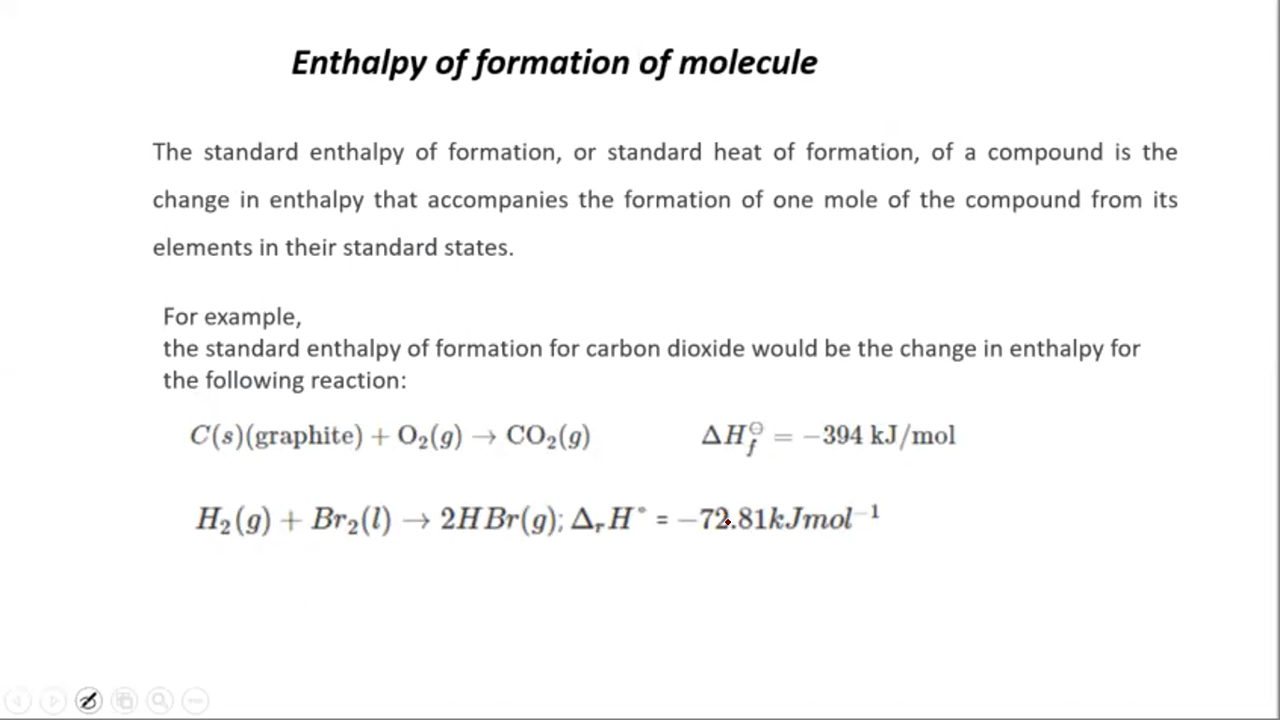 Enthalpy of formation of molecule
The standard enthalpy of formation, or standard heat of formation, of a compound is the
change in enthalpy that accompanies the formation of one mole of the compound from its
elements in their standard states.
For example,
the standard enthalpy of formation for carbon dioxide would be the change in enthalpy for
the following reaction:
C(s)(graphite) + O₂(g) → CO₂(g) ΔH_f^⊖ = −394 kJ/mol
H₂(g) + Br₂(l) → 2HBr(g); Δ_rH° = −72.81kJmol⁻¹